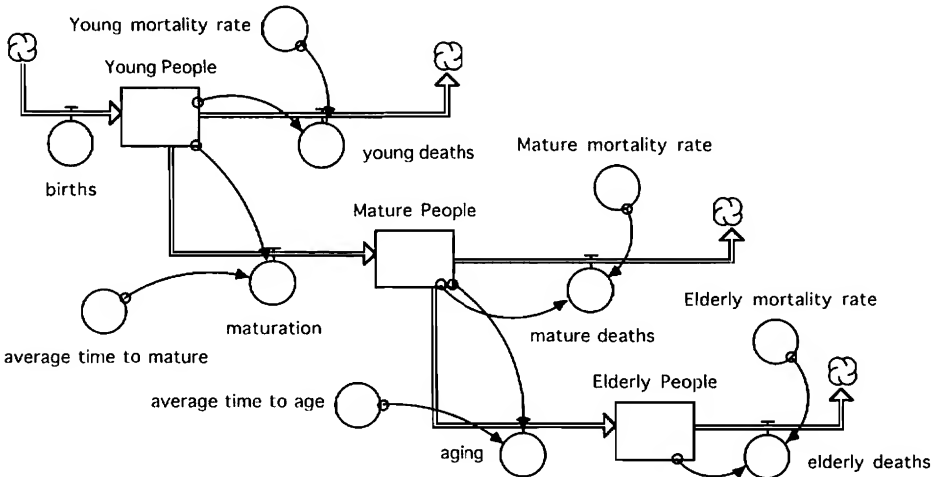 Young mortality rate
Young People
young deaths
births
Mature mortality rate
Mature People
maturation
mature deaths
average time to mature
Elderly mortality rate
Elderly People
average time to age
aging
elderly deaths